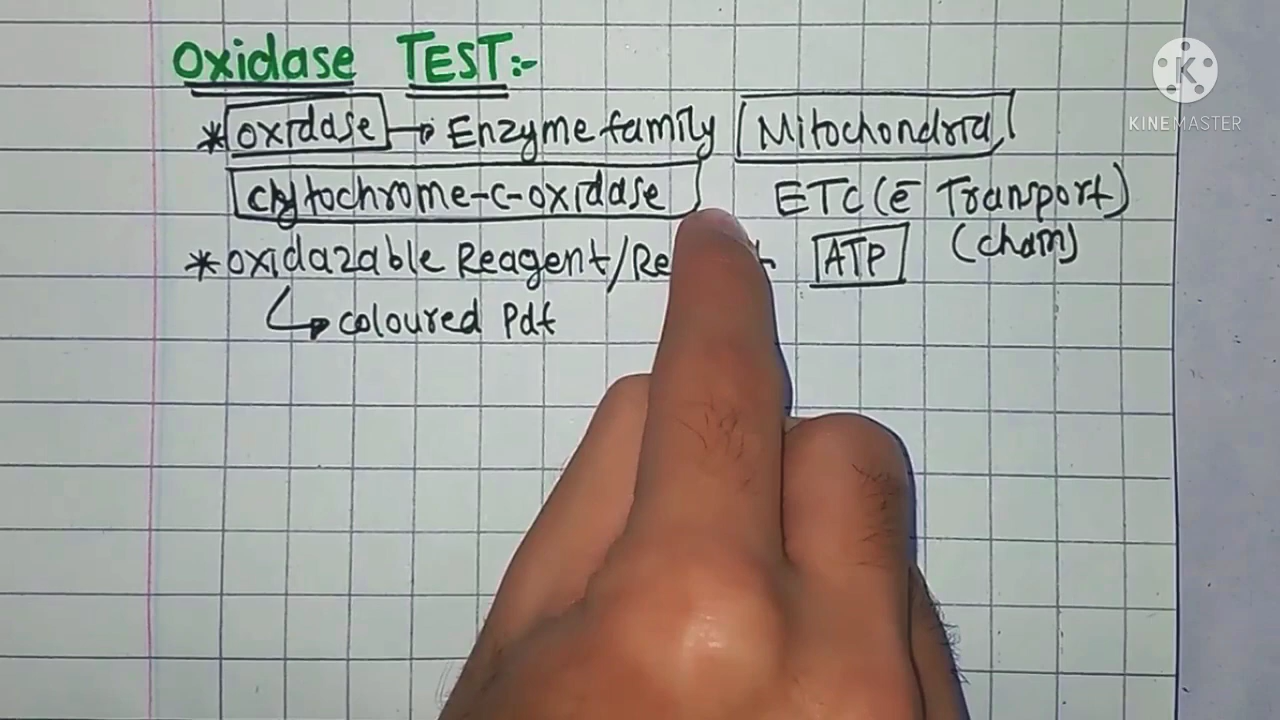 Oxidase TEST:-
*oxidase → Enzyme family Mitochondria
Cytochrome-c-oxidase ETC (ē Transport)
(chain)
*oxidazable Reagent/Re ATP
↳ coloured Pdt
KINEMASTER